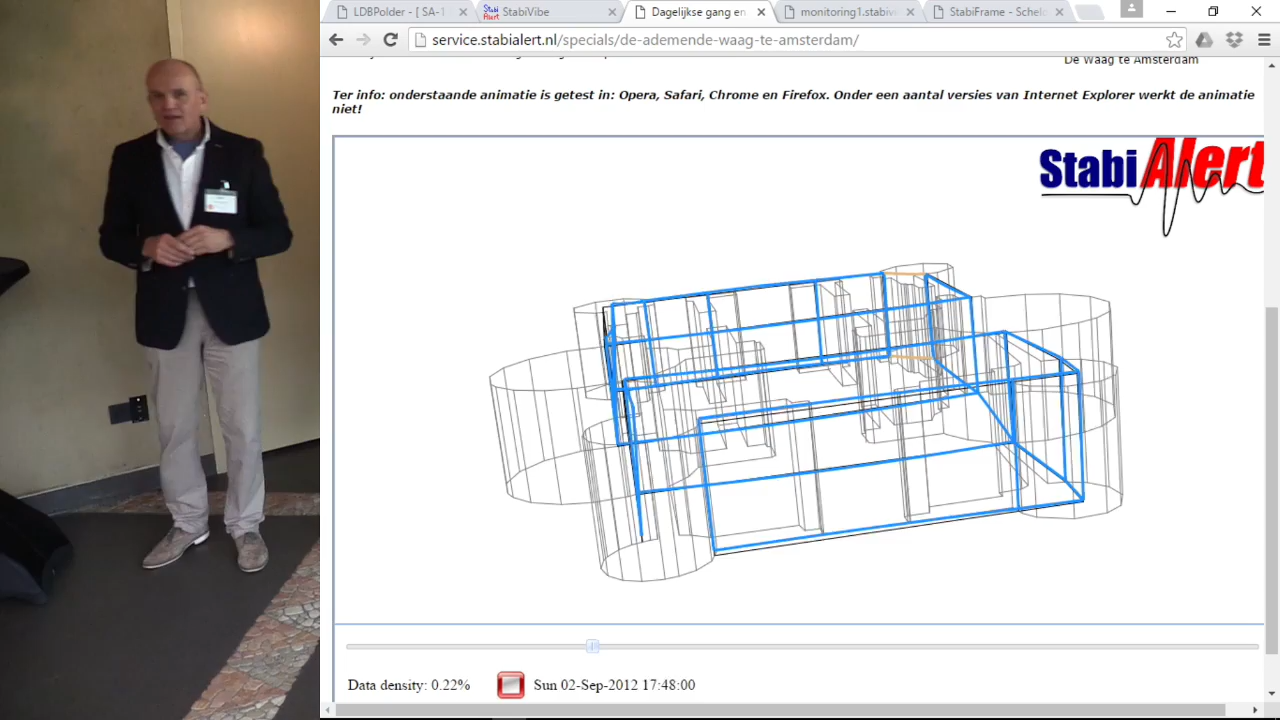 LDBPolder - [ SA-1
StabiVibe
Dagelijkse gang en
monitoring1.stabivi
StabiFrame - Schelo
service.stabialert.nl/specials/de-ademende-waag-te-amsterdam/
De Waag te Amsterdam
Ter info: onderstaande animatie is getest in: Opera, Safari, Chrome en Firefox. Onder een aantal versies van Internet Explorer werkt de animatie
niet!
StabiAlert
Data density: 0.22%
Sun 02-Sep-2012 17:48:00